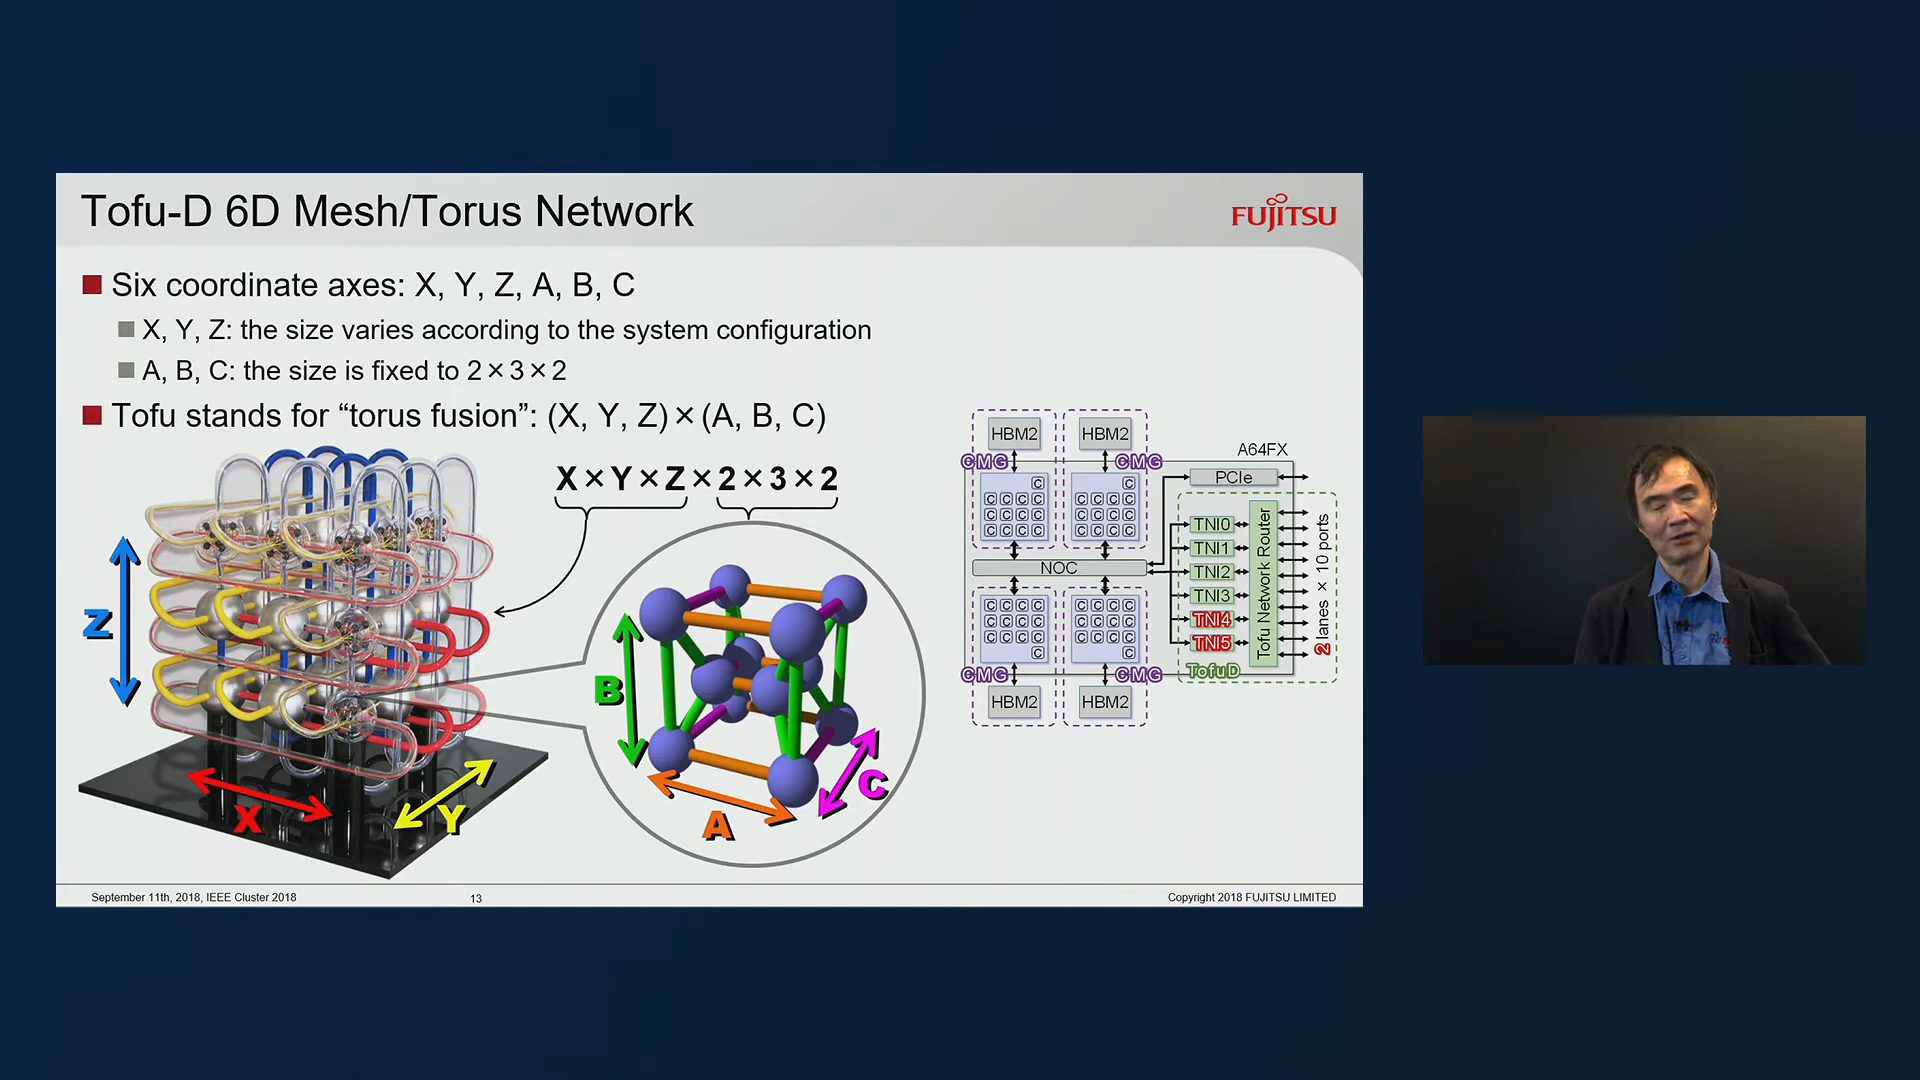 Tofu-D 6D Mesh/Torus Network
FUJITSU
Six coordinate axes: X, Y, Z, A, B, C
X, Y, Z: the size varies according to the system configuration
A, B, C: the size is fixed to 2×3×2
Tofu stands for “torus fusion”: (X, Y, Z)×(A, B, C)
X×Y×Z×2×3×2
Z
X
Y
B
A
C
HBM2
HBM2
A64FX
CMG
CMG
PCIe
C
C
C C C C
C C C C
C C C C
C C C C
C C C C
C C C C
TNI0
TNI1
NOC
TNI2
TNI3
TNI4
TNI5
Tofu Network Router
2 lanes × 10 ports
C C C C
C C C C
C C C C
C C C C
C C C C
C C C C
C
C
TofuD
CMG
CMG
HBM2
HBM2
September 11th, 2018, IEEE Cluster 2018
13
Copyright 2018 FUJITSU LIMITED